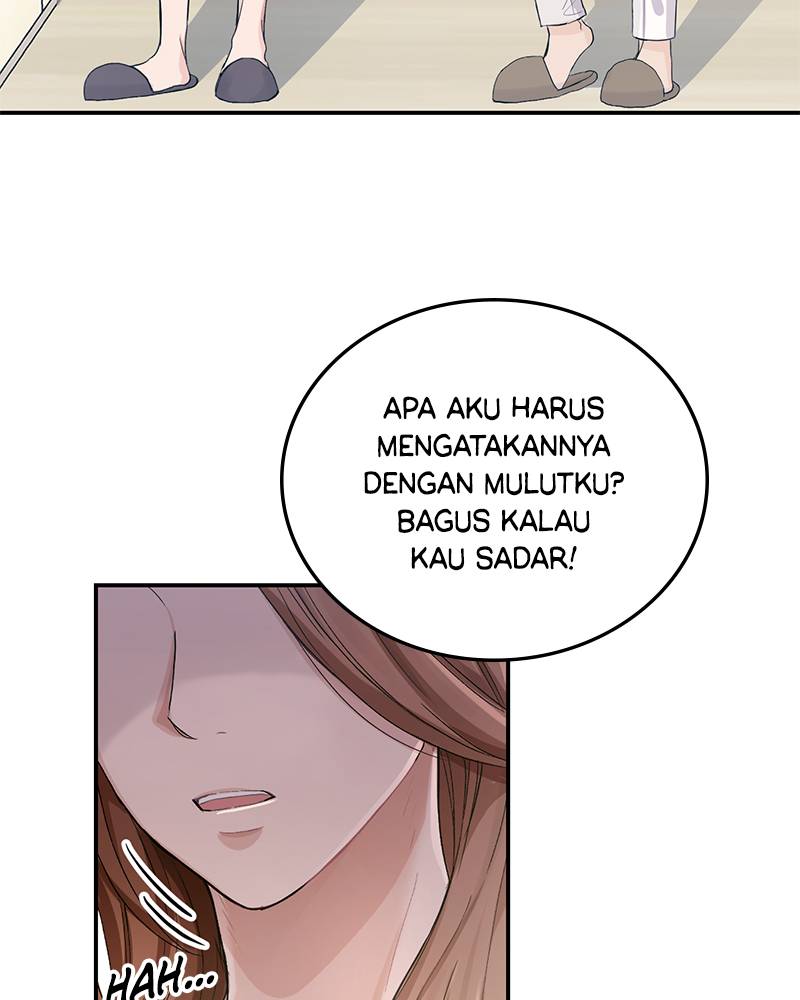 APA AKU HARUS
MENGATAKANNYA
DENGAN MULUTKU?
BAGUS KALAU
KAU SADAR!
HAH...